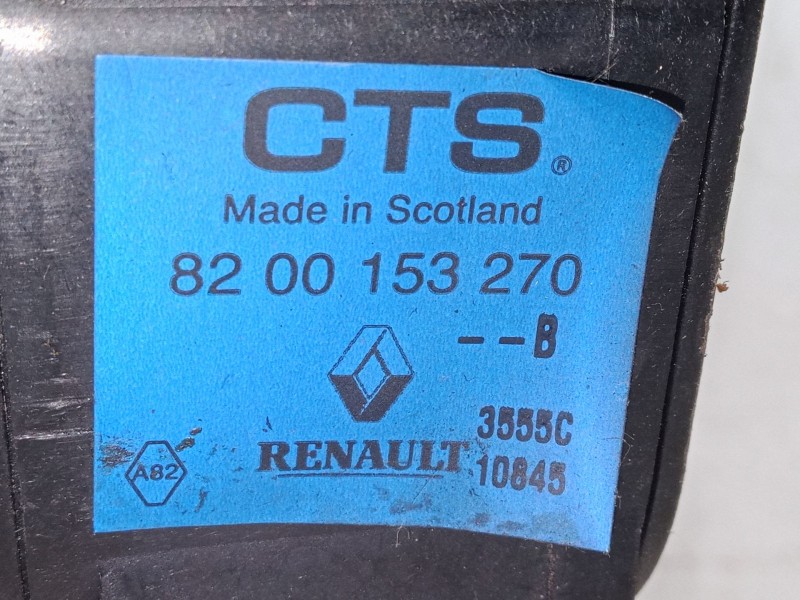 CTS®
Made in Scotland
82 00 153 270
--B
3555C
RENAULT
10845
A82